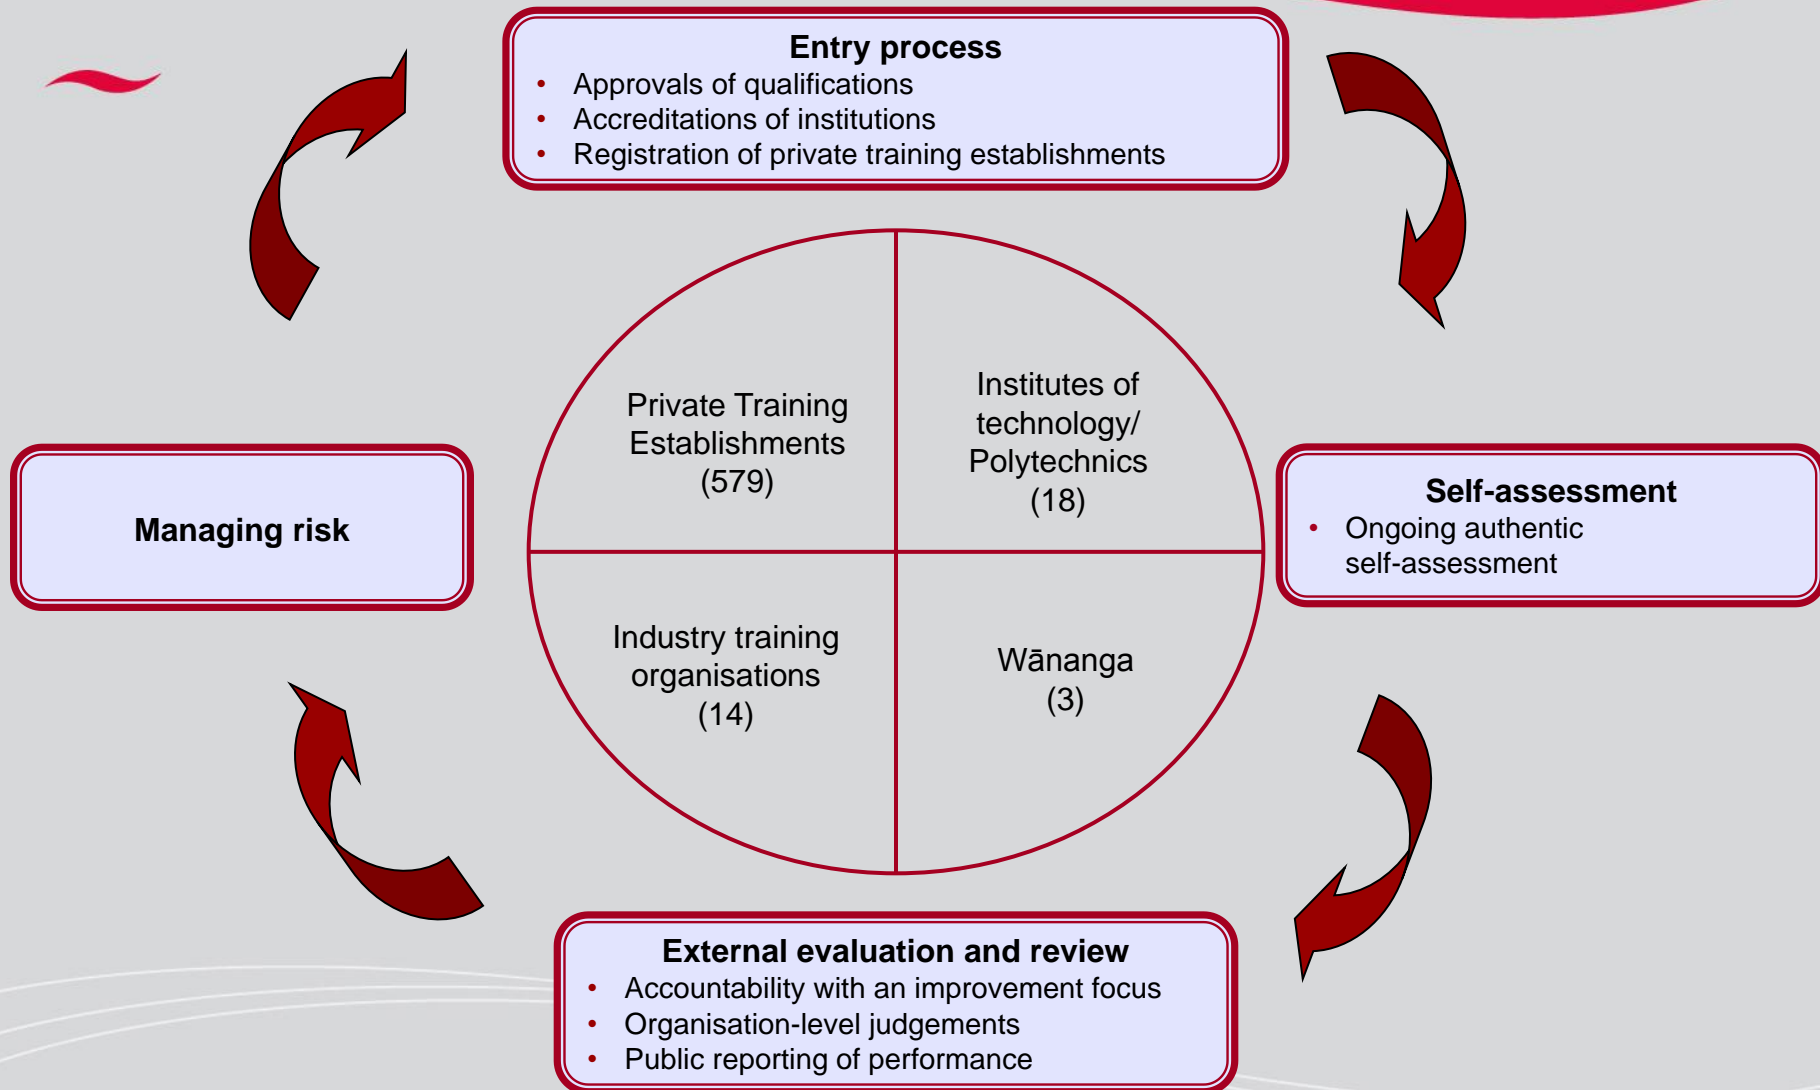 Entry process
• Approvals of qualifications
• Accreditations of institutions
• Registration of private training establishments
Private Training
Establishments
(579)
Institutes of
technology/
Polytechnics
(18)
Managing risk
Self-assessment
• Ongoing authentic
self-assessment
Industry training
organisations
(14)
Wānanga
(3)
External evaluation and review
• Accountability with an improvement focus
• Organisation-level judgements
• Public reporting of performance